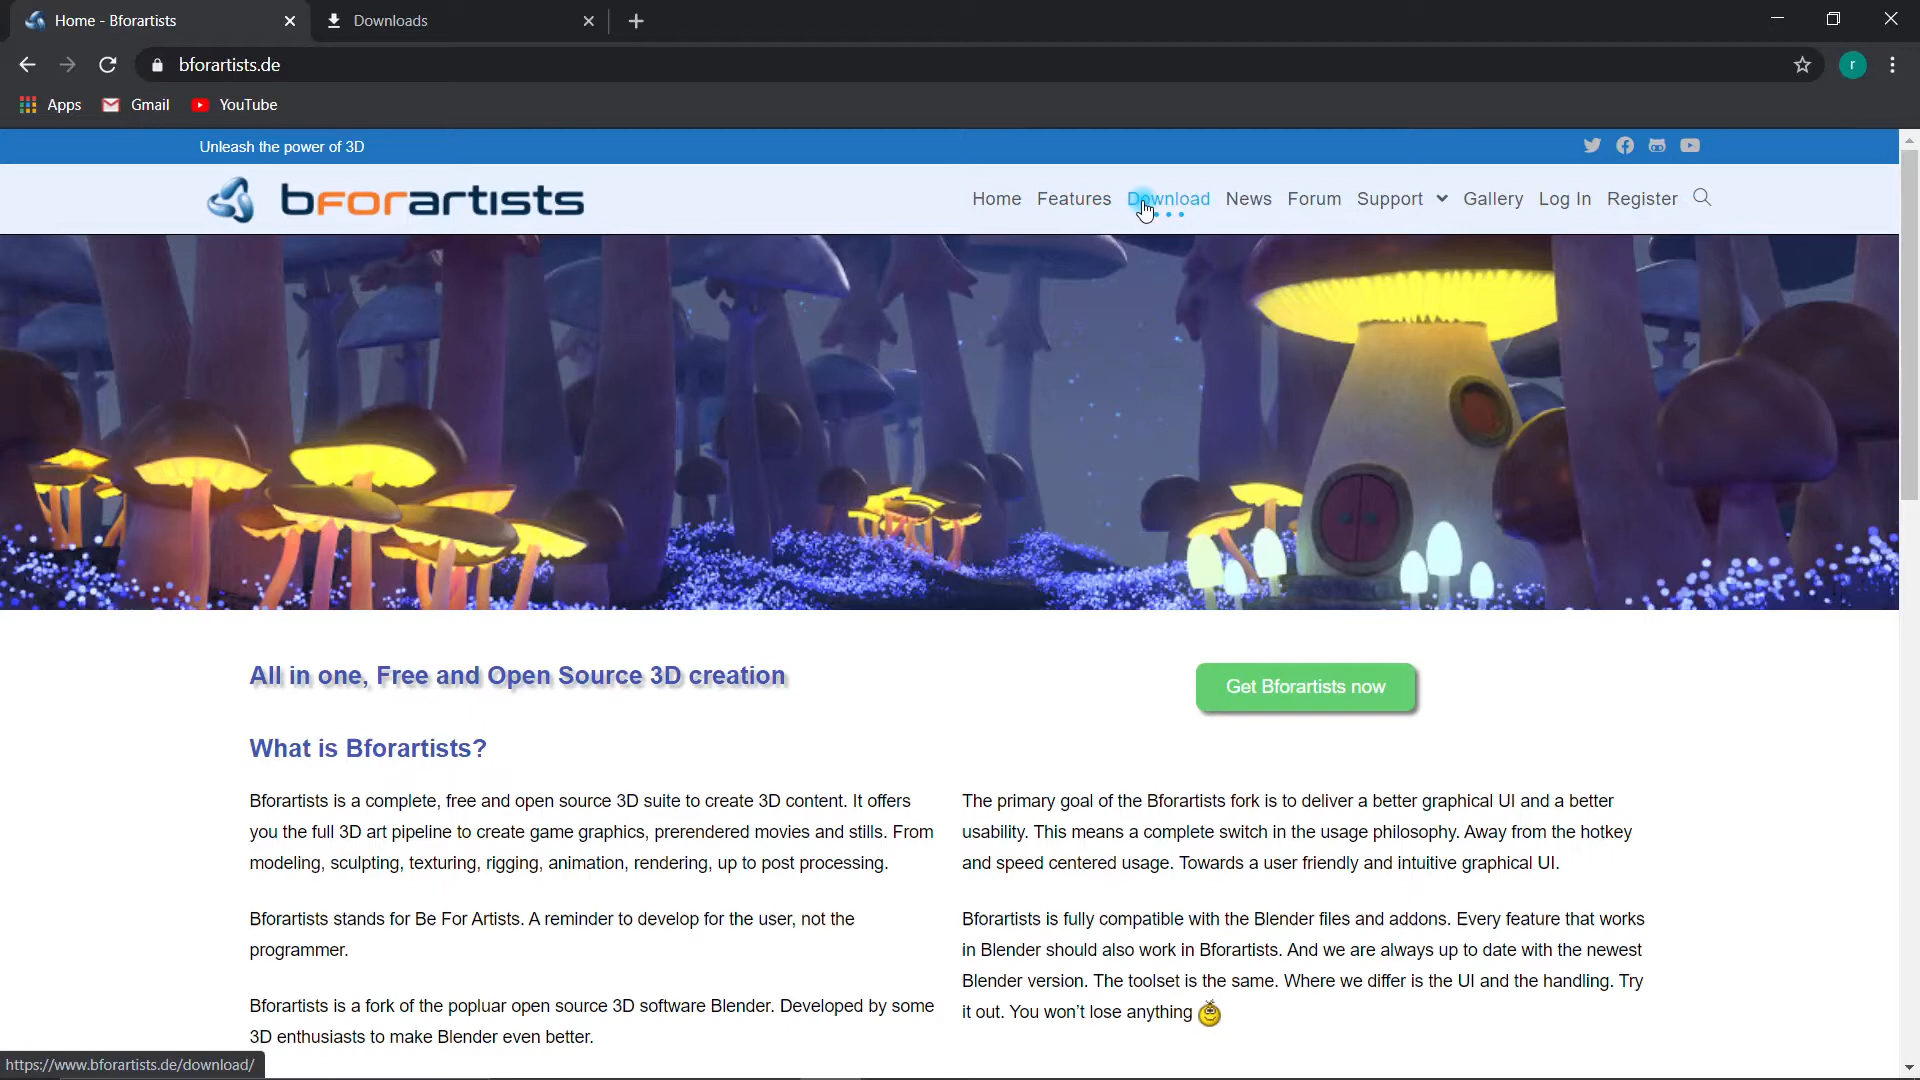 Home - Bforartists
Downloads
bforartists.de
r
Apps Gmail YouTube
Unleash the power of 3D
bforartists
Home Features Download News Forum Support Gallery Log In Register
All in one, Free and Open Source 3D creation
Get Bforartists now
What is Bforartists?
Bforartists is a complete, free and open source 3D suite to create 3D content. It offers
you the full 3D art pipeline to create game graphics, prerendered movies and stills. From
modeling, sculpting, texturing, rigging, animation, rendering, up to post processing.
Bforartists stands for Be For Artists. A reminder to develop for the user, not the
programmer.
Bforartists is a fork of the popluar open source 3D software Blender. Developed by some
3D enthusiasts to make Blender even better.
The primary goal of the Bforartists fork is to deliver a better graphical UI and a better
usability. This means a complete switch in the usage philosophy. Away from the hotkey
and speed centered usage. Towards a user friendly and intuitive graphical UI.
Bforartists is fully compatible with the Blender files and addons. Every feature that works
in Blender should also work in Bforartists. And we are always up to date with the newest
Blender version. The toolset is the same. Where we differ is the UI and the handling. Try
it out. You won't lose anything
https://www.bforartists.de/download/